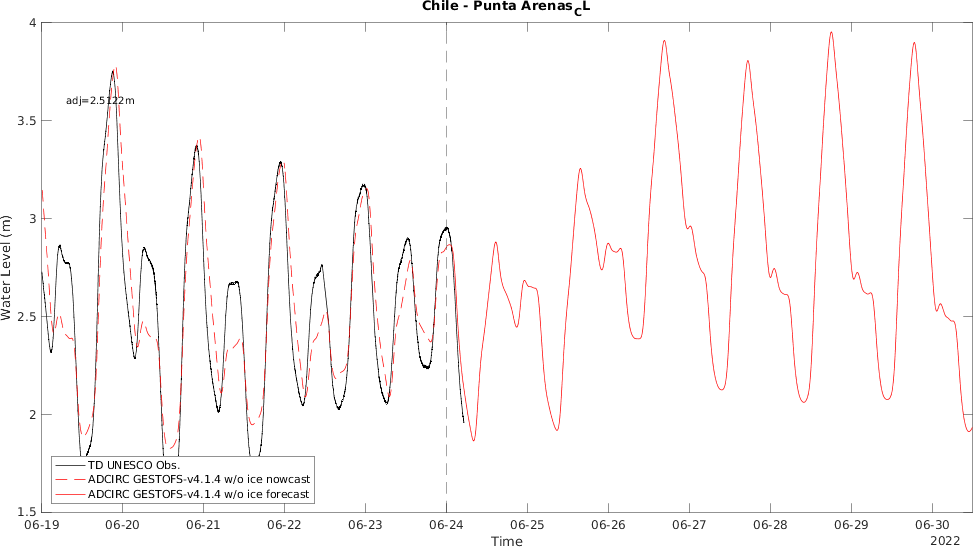 Chile - Punta Arenas_CL
4
adj=2.5122m
3.5
3
Water Level (m)
2.5
2
TD UNESCO Obs.
ADCIRC GESTOFS-v4.1.4 w/o ice nowcast
ADCIRC GESTOFS-v4.1.4 w/o ice forecast
1.5
06-19 06-20 06-21 06-22 06-23 06-24 06-25 06-26 06-27 06-28 06-29 06-30
Time 2022